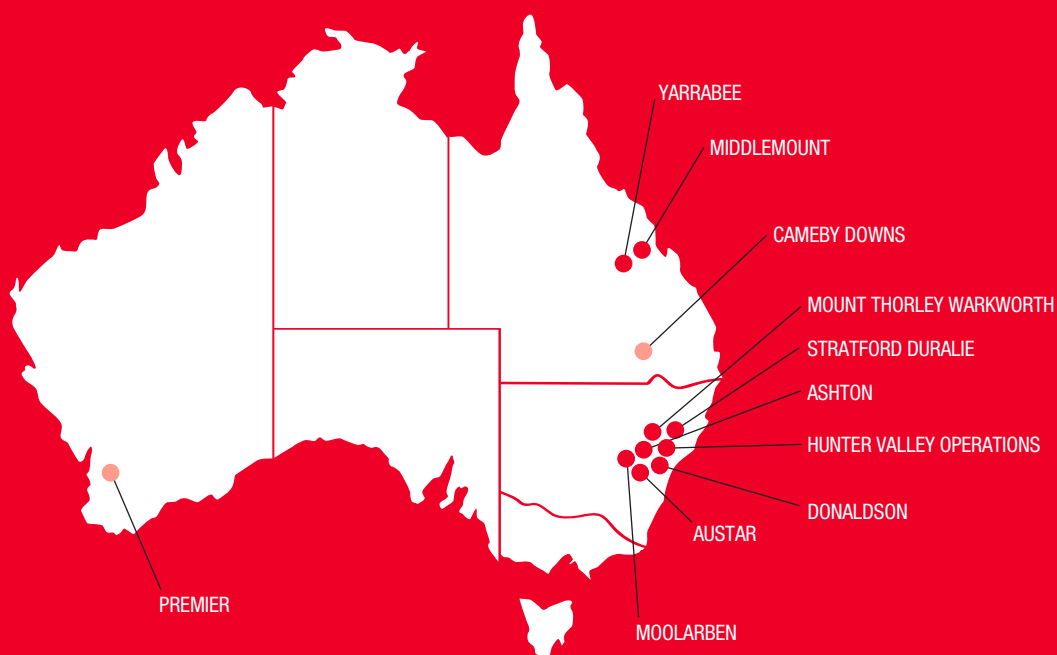 YARRABEE
MIDDLEMOUNT
CAMEBY DOWNS
MOUNT THORLEY WARKWORTH
STRATFORD DURALIE
ASHTON
HUNTER VALLEY OPERATIONS
DONALDSON
AUSTAR
PREMIER
MOOLARBEN